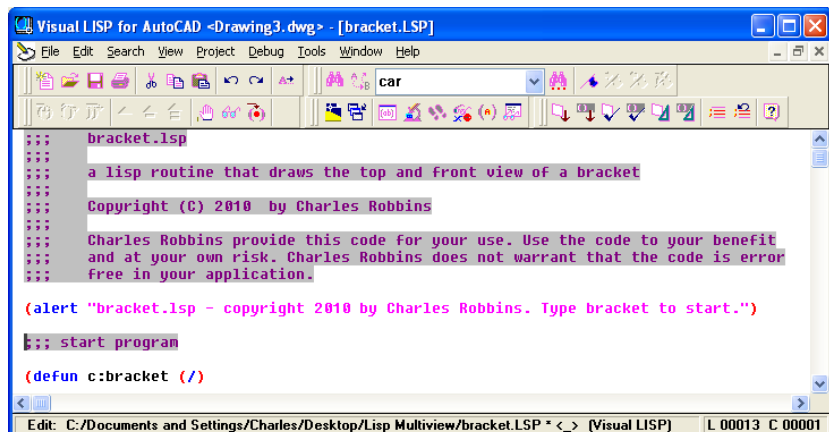 Visual LISP for AutoCAD <Drawing3.dwg> - [bracket.LSP]
File Edit Search View Project Debug Tools Window Help
car
;;; bracket.lsp
;;;
;;; a lisp routine that draws the top and front view of a bracket
;;;
;;; Copyright (C) 2010  by Charles Robbins
;;;
;;; Charles Robbins provide this code for your use. Use the code to your benefit
;;; and at your own risk. Charles Robbins does not warrant that the code is error
;;; free in your application.
(alert "bracket.lsp - copyright 2010 by Charles Robbins. Type bracket to start.")
;;; start program
(defun c:bracket (/)
Edit: C:/Documents and Settings/Charles/Desktop/Lisp Multiview/bracket.LSP * <_> (Visual LISP) L 00013 C 00001